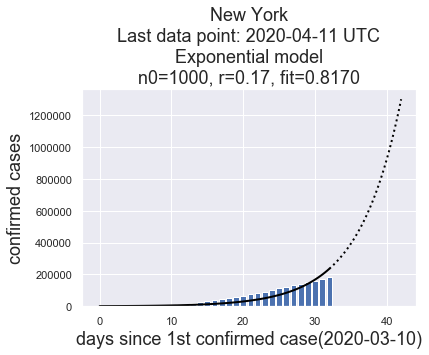 New York
Last data point: 2020-04-11 UTC
Exponential model
n0=1000, r=0.17, fit=0.8170
1200000
1000000
800000
600000
400000
200000
0
confirmed cases
0 10 20 30 40
days since 1st confirmed case(2020-03-10)